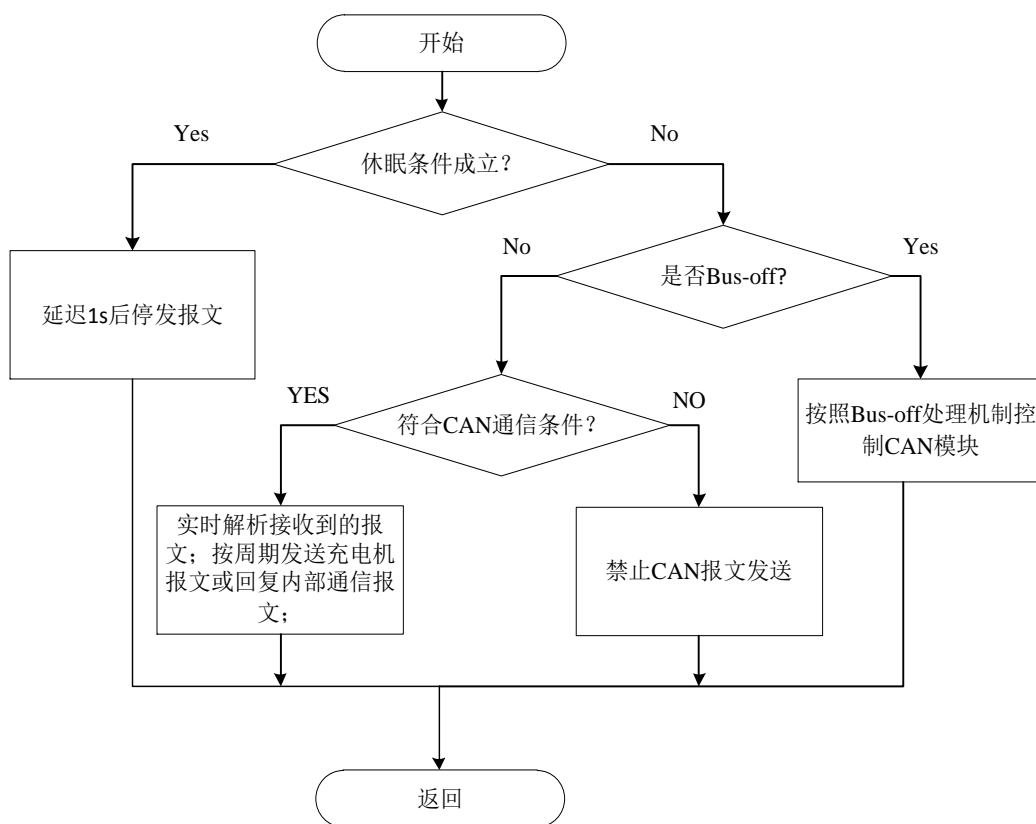 开始
Yes
No
休眠条件成立?
No
Yes
是否Bus-off?
延迟1s后停发报文
YES
NO
符合CAN通信条件?
按照Bus-off处理机制控
制CAN模块
实时解析接收到的报
文;按周期发送充电机
报文或回复内部通信报
文;
禁止CAN报文发送
返回